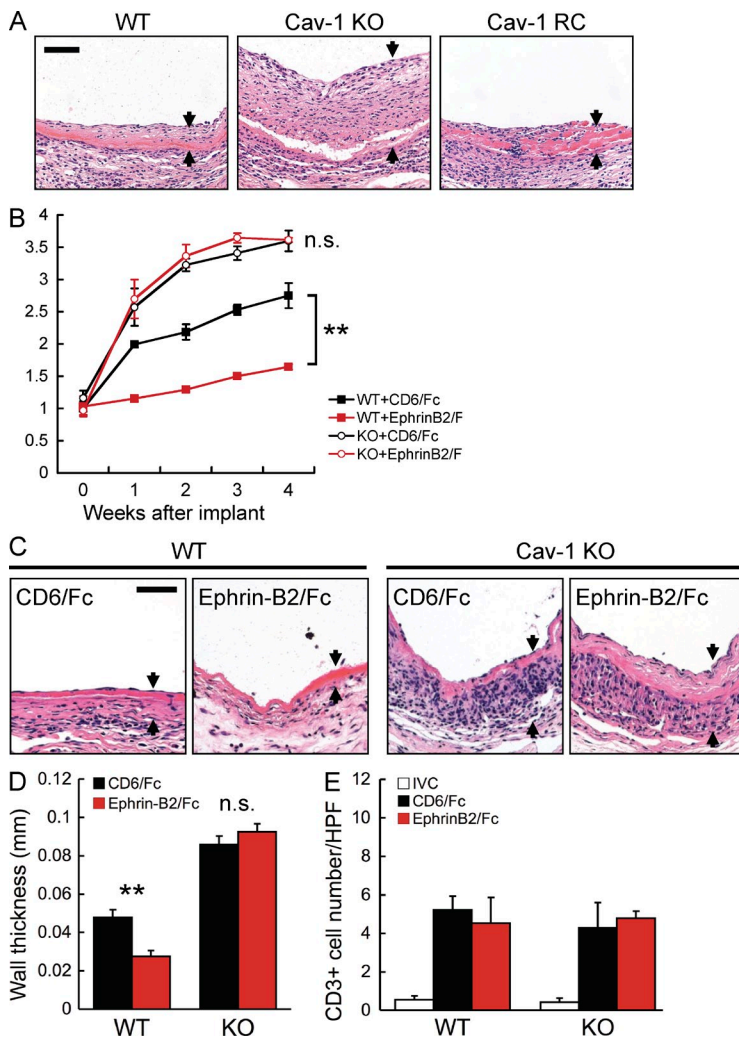 A
WT
Cav-1 KO
Cav-1 RC
B
4
3.5
3
2.5
2
1.5
1
0.5
0
n.s.
**
WT+CD6/Fc
WT+EphrinB2/F
KO+CD6/Fc
KO+EphrinB2/F
0 1 2 3 4
Weeks after implant
C
WT
Cav-1 KO
CD6/Fc
Ephrin-B2/Fc
CD6/Fc
Ephrin-B2/Fc
D
Wall thickness (mm)
0.12
0.1
0.08
0.06
0.04
0.02
0
CD6/Fc
Ephrin-B2/Fc
n.s.
**
WT KO
E
CD3+ cell number/HPF
12
10
8
6
4
2
0
IVC
CD6/Fc
EphrinB2/Fc
WT KO